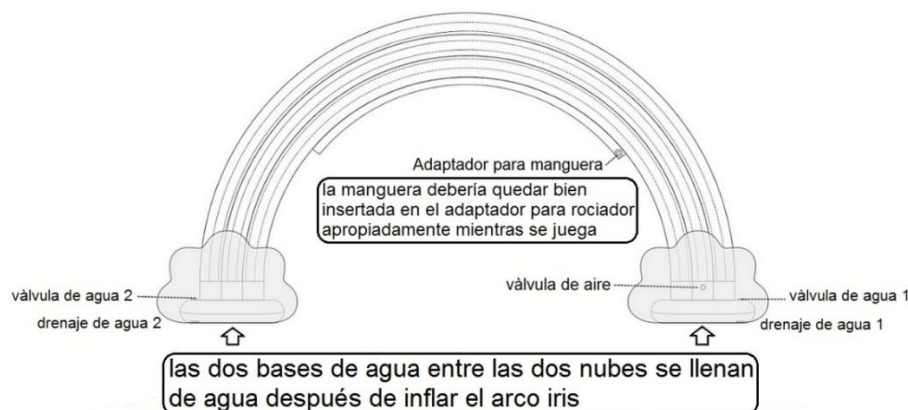 Adaptador para manguera
la manguera debería quedar bien
insertada en el adaptador para rociador
apropiadamente mientras se juega
vàlvula de agua 2
vàlvula de aire
vàlvula de agua 1
drenaje de agua 2
drenaje de agua 1
las dos bases de agua entre las dos nubes se llenan
de agua después de inflar el arco iris